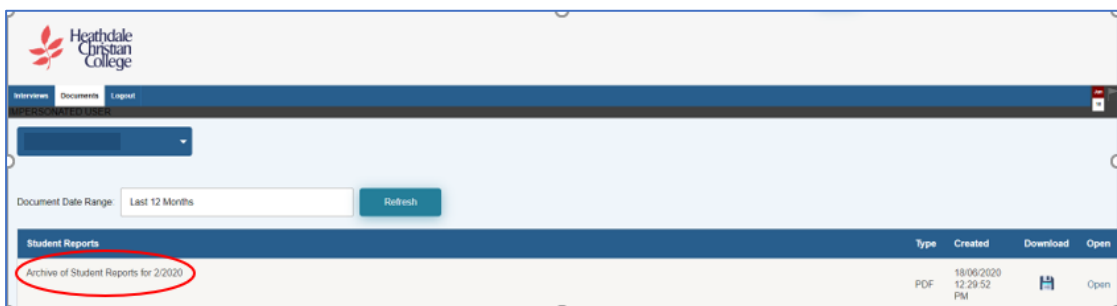 Heathdale
Christian
College
Interviews Documents Logout
IMPERSONATED USER
Document Date Range: Last 12 Months Refresh
Student Reports Type Created Download Open
Archive of Student Reports for 2/2020 PDF 18/06/2020 12:29:52 PM Open